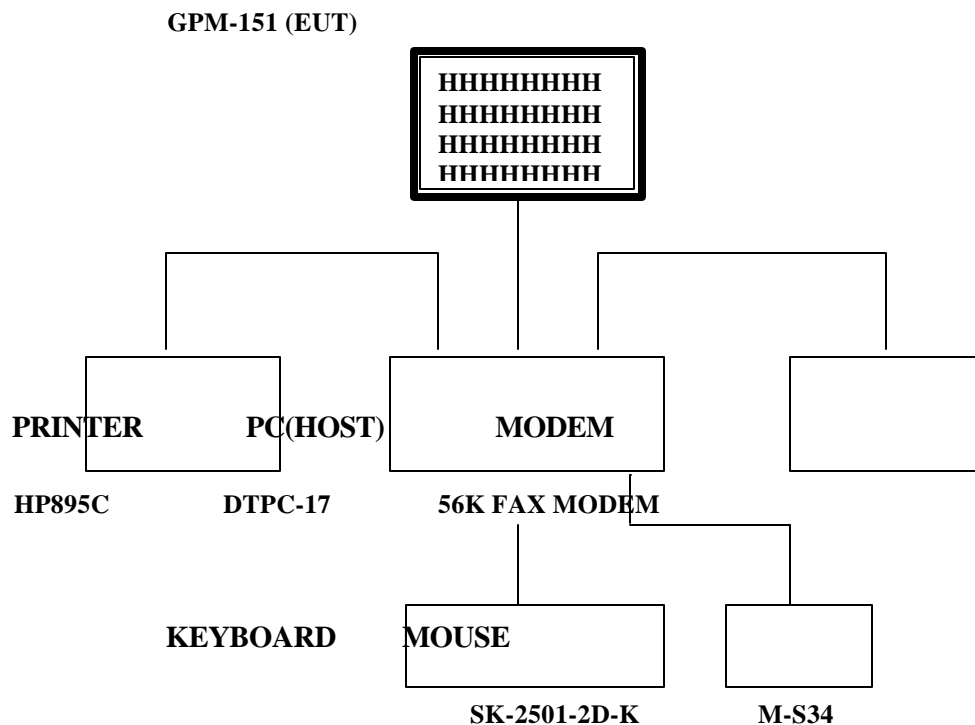 GPM-151 (EUT)
HHHHHHHH
HHHHHHHH
HHHHHHHH
HHHHHHHH
PRINTER PC(HOST) MODEM
HP895C DTPC-17 56K FAX MODEM
KEYBOARD MOUSE
SK-2501-2D-K M-S34